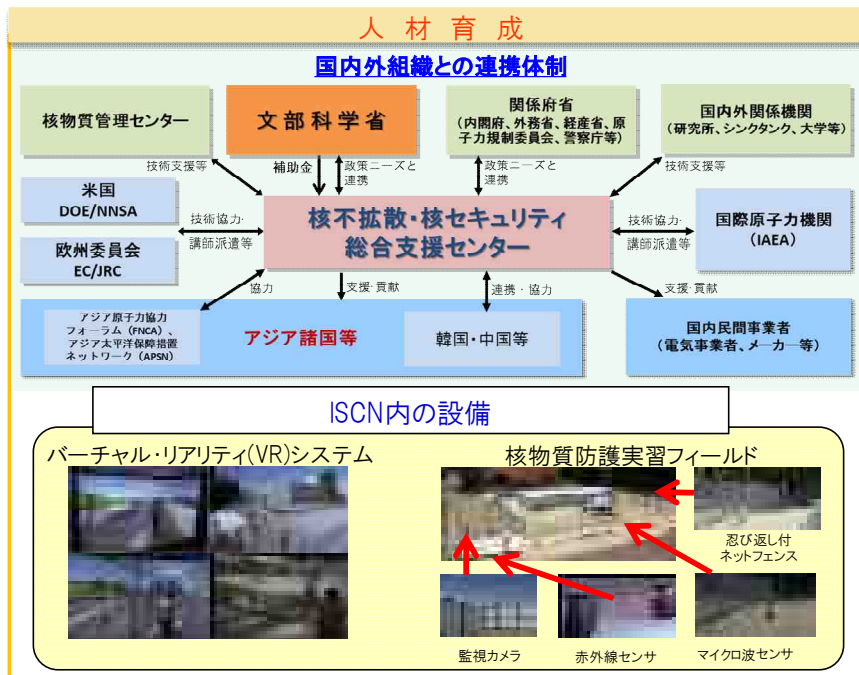 人材育成
国内外組織との連携体制
核物質管理センター
文部科学省
関係府省
(内閣府、外務省、経産省、原
子力規制委員会、警察庁等)
国内外関係機関
(研究所、シンクタンク、大学等)
技術支援等
補助金
政策ニーズと
連携
政策ニーズと
連携
技術支援等
米国
DOE/NNSA
欧州委員会
EC/JRC
技術協力・
講師派遣等
核不拡散・核セキュリティ
総合支援センター
技術協力・
講師派遣等
国際原子力機関
(IAEA)
協力
支援・貢献
連携・協力
支援・貢献
アジア原子力協力
フォーラム(FNCA)、
アジア太平洋保障措置
ネットワーク(APSN)
アジア諸国等
韓国・中国等
国内民間事業者
(電気事業者、メーカー等)
ISCN内の設備
バーチャル・リアリティ(VR)システム
核物質防護実習フィールド
忍び返し付
ネットフェンス
監視カメラ
赤外線センサ
マイクロ波センサ